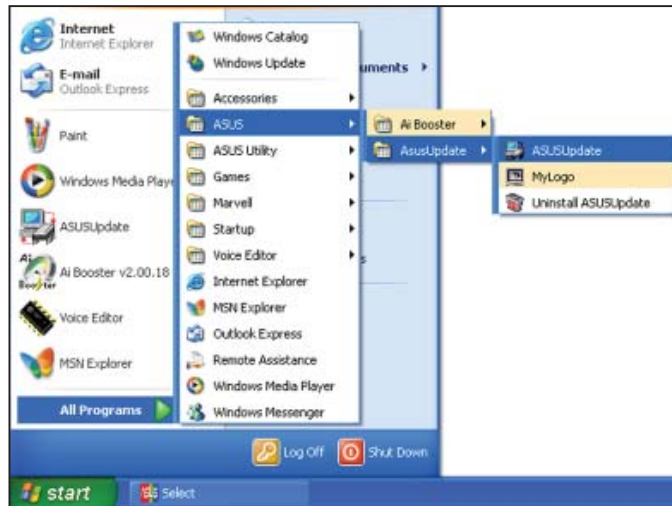 Internet
Internet Explorer
E-mail
Outlook Express
Paint
Windows Media Playe
ASUSUpdate
Ai Booster v2.00.18
Voice Editor
MSN Explorer
All Programs
Windows Catalog
Windows Update
Accessories
ASUS
ASUS Utility
Games
Marvell
Startup
Voice Editor
Internet Explorer
MSN Explorer
Outlook Express
Remote Assistance
Windows Media Player
Windows Messenger
uments
s
Ai Booster
AsusUpdate
ASUSUpdate
MyLogo
Uninstall ASUSUpdate
Log Off
Shut Down
start
Select